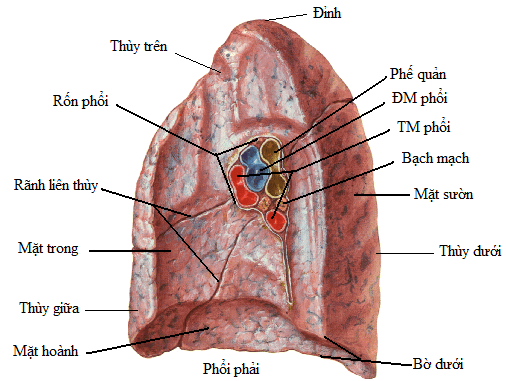 Đỉnh
Thùy trên
Phế quản
Rốn phổi
ĐM phổi
TM phổi
Bạch mạch
Rãnh liên thùy
Mặt sườn
Mặt trong
Thùy dưới
Thùy giữa
Mặt hoành
Bờ dưới
Phổi phải